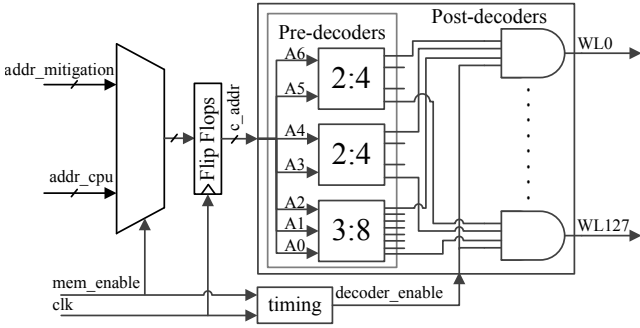 Pre-decoders
Post-decoders
addr_mitigation
addr_cpu
Flip Flops
c_addr
A6
A5
2:4
A4
A3
2:4
A2
A1
A0
3:8
WL0
WL127
mem_enable
clk
timing
decoder_enable